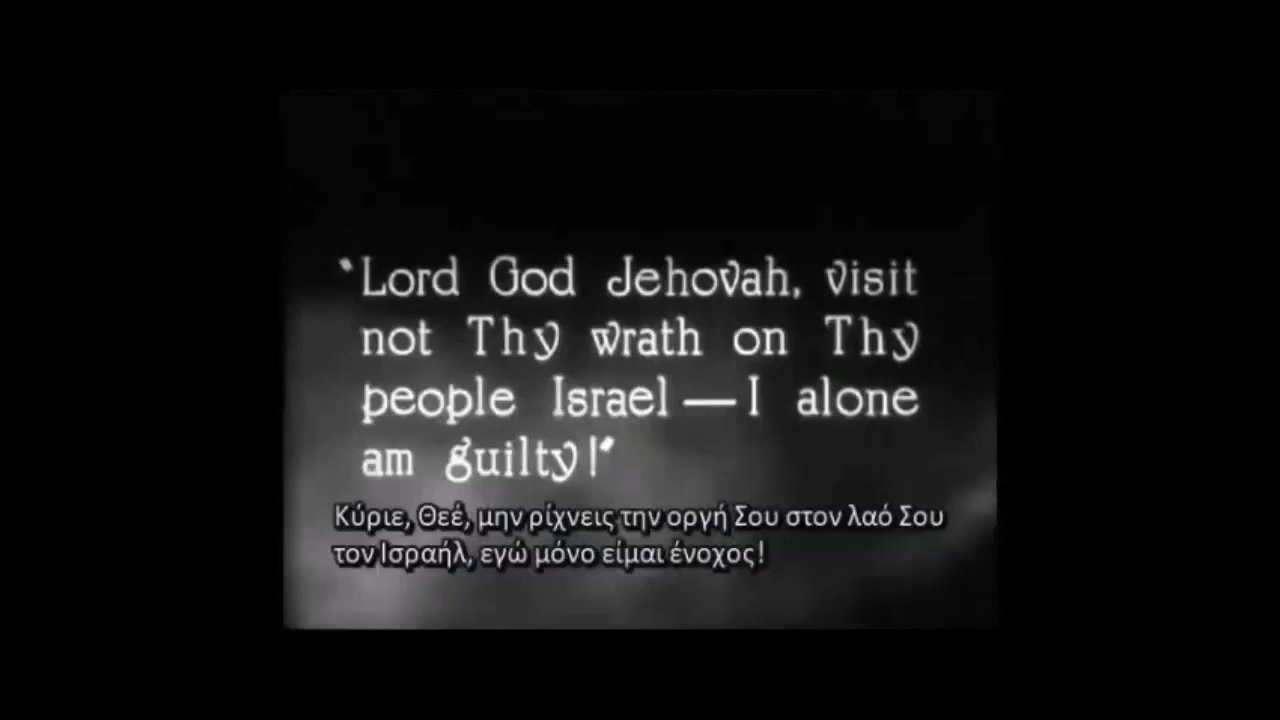 "Lord God Jehovah, visit
not Thy wrath on Thy
people Israel — I alone
am guilty!"
Κύριε, Θεέ, μην ρίχνεις την οργή Σου στον λαό Σου
τον Ισραήλ, εγώ μόνο είμαι ένοχος!